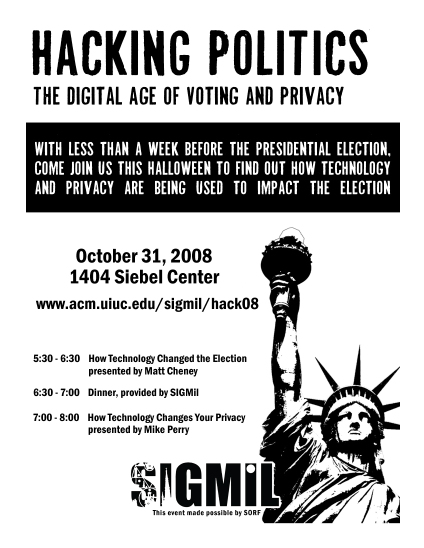 HACKING POLITICS
THE DIGITAL AGE OF VOTING AND PRIVACY
WITH LESS THAN A WEEK BEFORE THE PRESIDENTIAL ELECTION,
COME JOIN US THIS HALLOWEEN TO FIND OUT HOW TECHNOLOGY
AND PRIVACY ARE BEING USED TO IMPACT THE ELECTION
October 31, 2008
1404 Siebel Center
www.acm.uiuc.edu/sigmil/hack08
5:30 - 6:30 How Technology Changed the Election
presented by Matt Cheney
6:30 - 7:00 Dinner, provided by SIGMil
7:00 - 8:00 How Technology Changes Your Privacy
presented by Mike Perry
SIGMiL
This event made possible by SORF